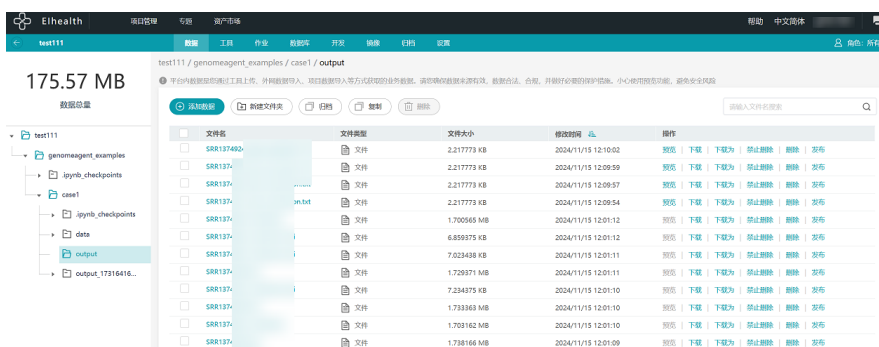 EIhealth 项目管理 专题 资产市场 帮助 中文简体
test111 数据 工具 作业 数据库 开发 镜像 归档 设置 角色: 所有
test111 / genomeagent_examples / case1 / output
平台内数据是您通过工具上传、外网数据导入、项目数据导入等方式获取的业务数据。请您确保数据来源有效、数据合法、合规,并做好必要的保护措施。小心使用预览功能,避免安全风险
175.57 MB
数据总量
添加数据 新建文件夹 归档 复制 删除 请输入文件名搜索
test111
genomeagent_examples
.ipynb_checkpoints
case1
.ipynb_checkpoints
data
output
output_17316416...
文件名 文件类型 文件大小 修改时间 操作
SRR137492 文件 2.217773 KB 2024/11/15 12:10:02 预览 下载 下载为 禁止删除 删除 发布
SRR1374 文件 2.217773 KB 2024/11/15 12:09:59 预览 下载 下载为 禁止删除 删除 发布
SRR1374 文件 2.217773 KB 2024/11/15 12:09:57 预览 下载 下载为 禁止删除 删除 发布
SRR1374 on.txt 文件 2.217773 KB 2024/11/15 12:09:54 预览 下载 下载为 禁止删除 删除 发布
SRR1374 文件 1.700565 MB 2024/11/15 12:01:12 预览 下载 下载为 禁止删除 删除 发布
SRR1374 文件 6.859375 KB 2024/11/15 12:01:12 预览 下载 下载为 禁止删除 删除 发布
SRR1374 文件 7.023438 KB 2024/11/15 12:01:11 预览 下载 下载为 禁止删除 删除 发布
SRR1374 文件 1.729371 MB 2024/11/15 12:01:11 预览 下载 下载为 禁止删除 删除 发布
SRR1374 文件 7.234375 KB 2024/11/15 12:01:10 预览 下载 下载为 禁止删除 删除 发布
SRR1374 文件 1.733363 MB 2024/11/15 12:01:10 预览 下载 下载为 禁止删除 删除 发布
SRR1374 文件 1.703162 MB 2024/11/15 12:01:10 预览 下载 下载为 禁止删除 删除 发布
SRR1374 文件 1.738166 MB 2024/11/15 12:01:09 预览 下载 下载为 禁止删除 删除 发布